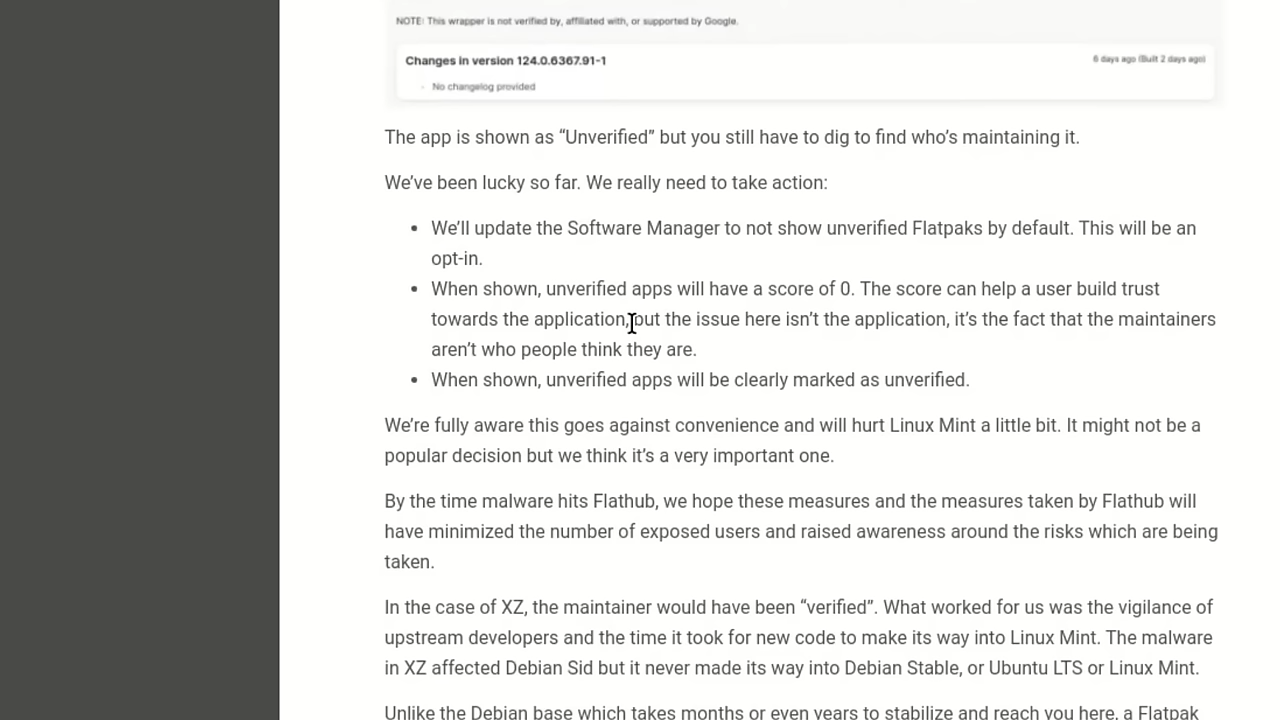 NOTE: This wrapper is not verified by, affiliated with, or supported by Google.
Changes in version 124.0.6367.91-1
6 days ago (Built 2 days ago)
No changelog provided
The app is shown as “Unverified” but you still have to dig to find who’s maintaining it.
We’ve been lucky so far. We really need to take action:
• We’ll update the Software Manager to not show unverified Flatpaks by default. This will be an
opt-in.
• When shown, unverified apps will have a score of 0. The score can help a user build trust
towards the application, but the issue here isn’t the application, it’s the fact that the maintainers
aren’t who people think they are.
• When shown, unverified apps will be clearly marked as unverified.
We’re fully aware this goes against convenience and will hurt Linux Mint a little bit. It might not be a
popular decision but we think it’s a very important one.
By the time malware hits Flathub, we hope these measures and the measures taken by Flathub will
have minimized the number of exposed users and raised awareness around the risks which are being
taken.
In the case of XZ, the maintainer would have been “verified”. What worked for us was the vigilance of
upstream developers and the time it took for new code to make its way into Linux Mint. The malware
in XZ affected Debian Sid but it never made its way into Debian Stable, or Ubuntu LTS or Linux Mint.
Unlike the Debian base which takes months or even years to stabilize and reach you here, a Flatpak